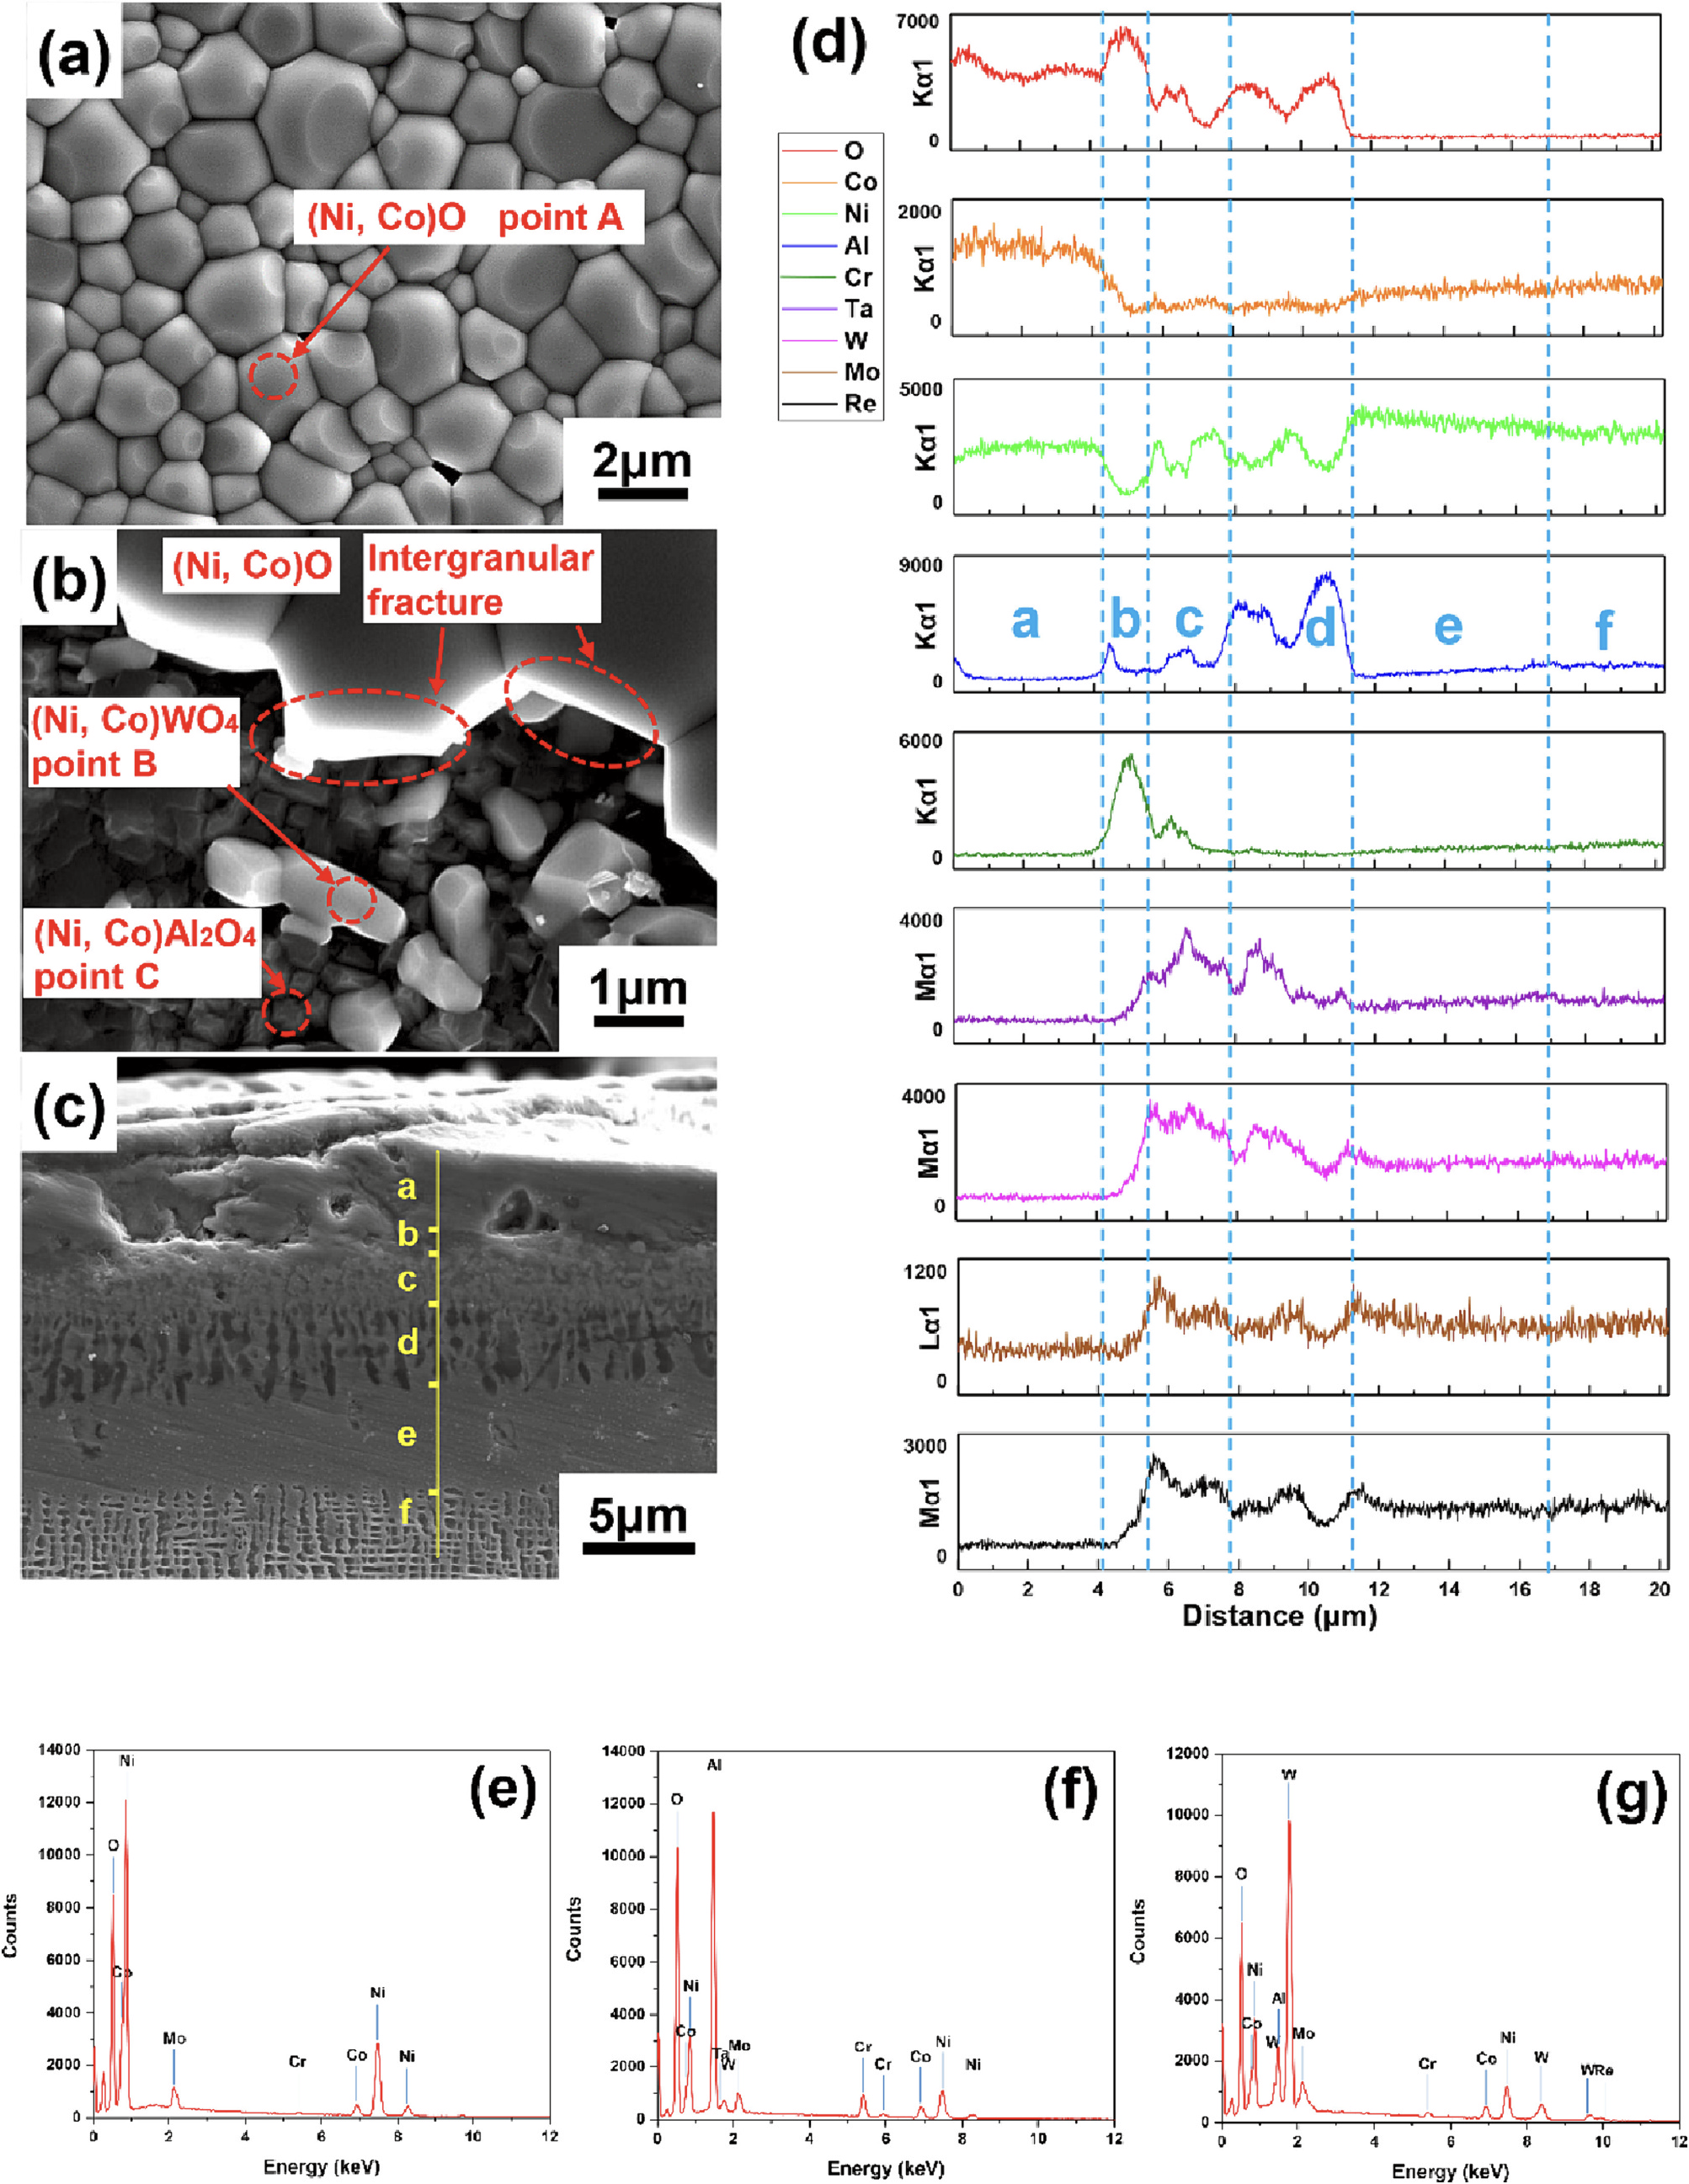 (a)
(Ni, Co)O point A
2μm
(b)
(Ni, Co)O
Intergranular
fracture
(Ni, Co)WO4
point B
(Ni, Co)Al₂O₄
point C
1μm
(c)
a
b
c
d
e
f
5μm
(d)
O
Co
Ni
Al
Cr
Ta
W
Mo
Re
7000
Kα1
0
2000
Kα1
0
5000
Kα1
0
9000
Kα1
0
a b c d e f
6000
Kα1
0
4000
Mα1
0
4000
Mα1
0
1200
Lα1
0
3000
Mα1
0
0 2 4 6 8 10 12 14 16 18 20
Distance (μm)
(e)
14000
12000
10000
8000
6000
4000
2000
0
Counts
Ni
O
Co
Mo
Cr
Co
Ni
Ni
0 2 4 6 8 10 12
Energy (keV)
(f)
14000
12000
10000
8000
6000
4000
2000
0
Counts
Al
O
Ni
Co
Ta
W
Mo
Cr
Cr
Co
Ni
Ni
0 2 4 6 8 10 12
Energy (keV)
(g)
12000
10000
8000
6000
4000
2000
0
Counts
W
O
Ni
Al
Co
W
Mo
Cr
Co
Ni
W
W
Re
0 2 4 6 8 10 12
Energy (keV)